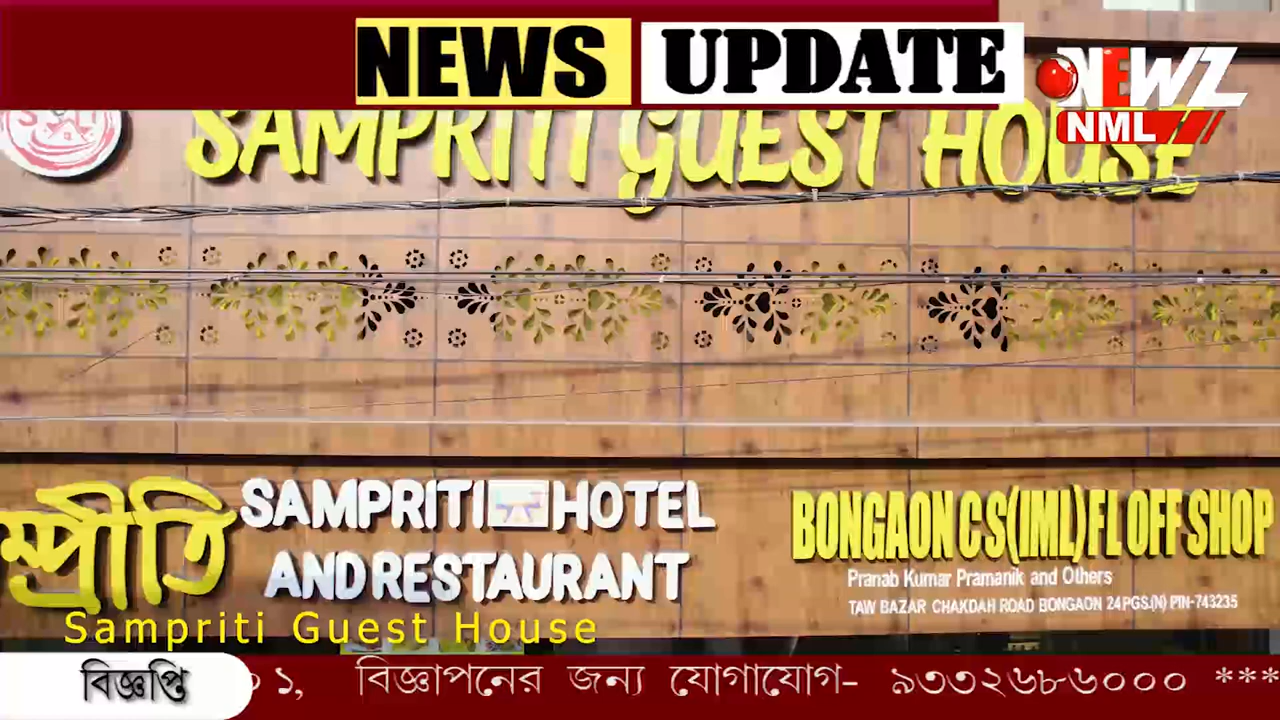 NEWS UPDATE
NEWZ
NML
SAMPRITI GUEST HOUSE
SAMPRITI HOTEL
AND RESTAURANT
BONGAON C S(IML) FL OFF SHOP
Pranab Kumar Pramanik and Others
TAW BAZAR CHAKDAH ROAD BONGAON 24PGS.(N) PIN-743235
Sampriti Guest House
বিজ্ঞপ্তি
১, বিজ্ঞাপনের জন্য যোগাযোগ- ৯৩৩২৬৮৬০০০ ***